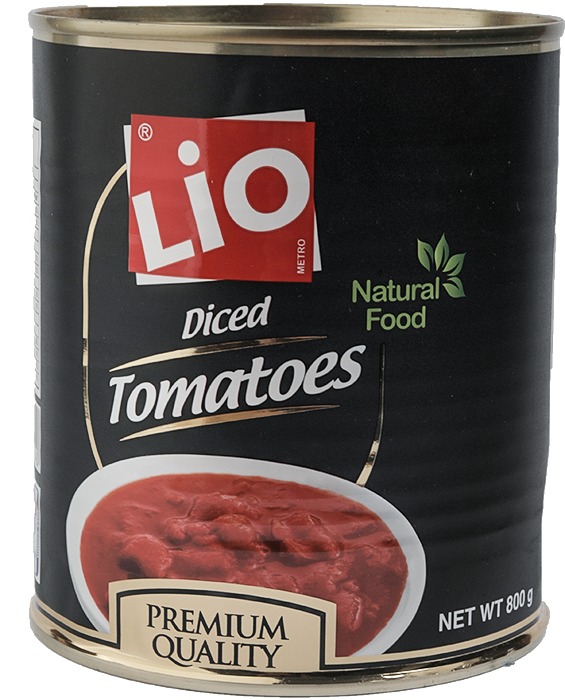 ®
LiO
METRO
Diced
Tomatoes
Natural
Food
PREMIUM
QUALITY
NET WT 800 g